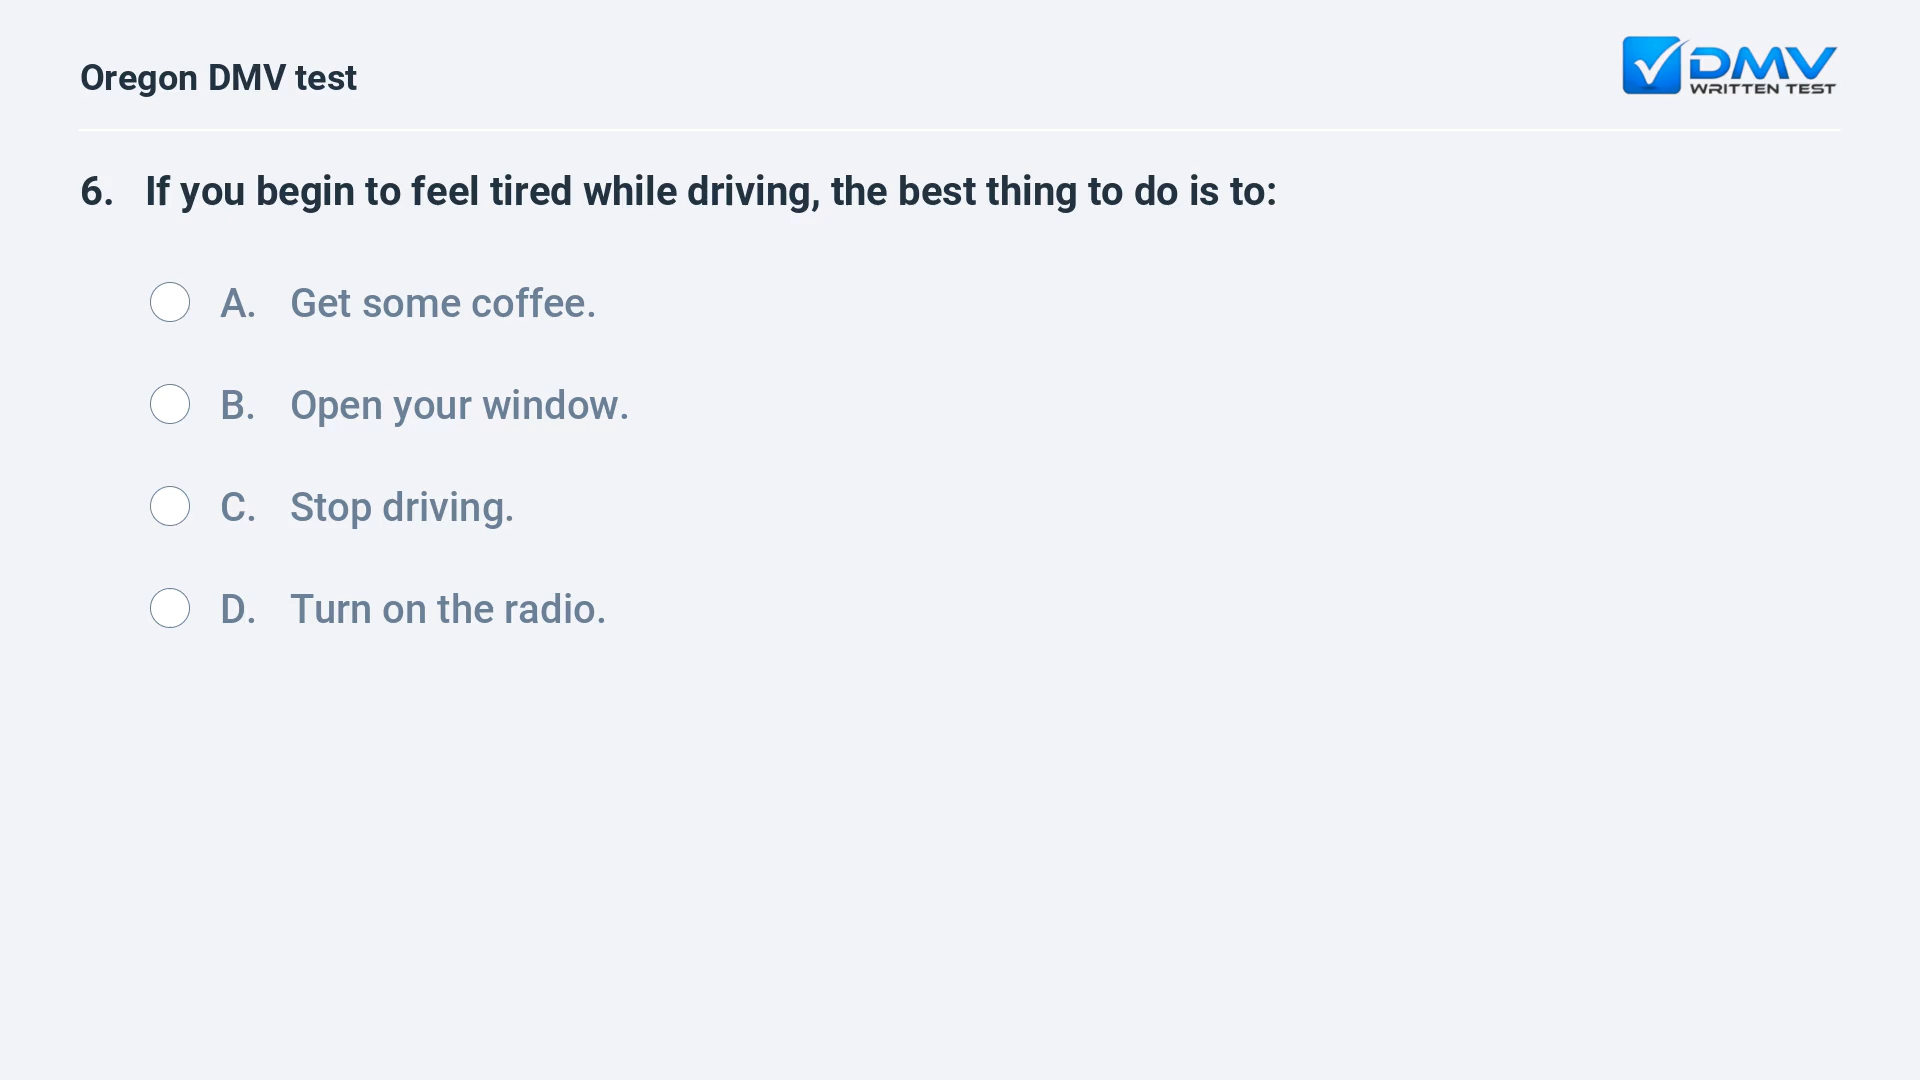 Oregon DMV test
DMV
WRITTEN TEST
6. If you begin to feel tired while driving, the best thing to do is to:
A. Get some coffee.
B. Open your window.
C. Stop driving.
D. Turn on the radio.